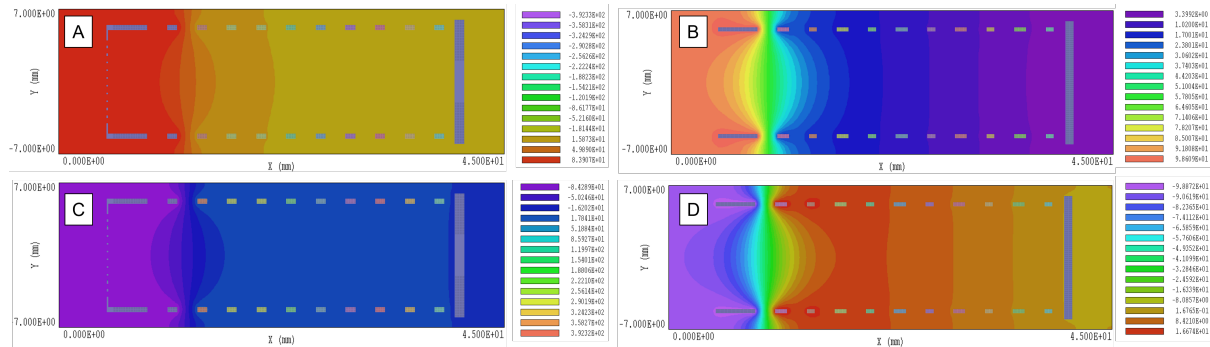 A
7.000E+00
Y (mm)
-7.000E+00
0.000E+00
X (mm)
4.500E+01
-3.9233E+02
-3.5831E+02
-3.2429E+02
-2.9028E+02
-2.5626E+02
-2.2224E+02
-1.8823E+02
-1.5421E+02
-1.2019E+02
-8.6177E+01
-5.2160E+01
-1.8144E+01
1.5873E+01
4.9890E+01
8.3907E+01
B
7.000E+00
Y (mm)
-7.000E+00
0.000E+00
X (mm)
4.500E+01
3.3992E+00
1.0200E+01
1.7001E+01
2.3801E+01
3.0602E+01
3.7403E+01
4.4203E+01
5.1004E+01
5.7805E+01
6.4605E+01
7.1406E+01
7.8207E+01
8.5007E+01
9.1808E+01
9.8609E+01
C
7.000E+00
Y (mm)
-7.000E+00
0.000E+00
X (mm)
4.500E+01
-8.4289E+01
-5.0246E+01
-1.6202E+01
1.7841E+01
5.1884E+01
8.5927E+01
1.1997E+02
1.5401E+02
1.8806E+02
2.2210E+02
2.5614E+02
2.9019E+02
3.2423E+02
3.5827E+02
3.9232E+02
D
7.000E+00
Y (mm)
-7.000E+00
0.000E+00
X (mm)
4.500E+01
-9.8872E+01
-9.0619E+01
-8.2365E+01
-7.4112E+01
-6.5859E+01
-5.7606E+01
-4.9352E+01
-4.1099E+01
-3.2846E+01
-2.4592E+01
-1.6339E+01
-8.0857E+00
1.6765E-01
8.4210E+00
1.6674E+01